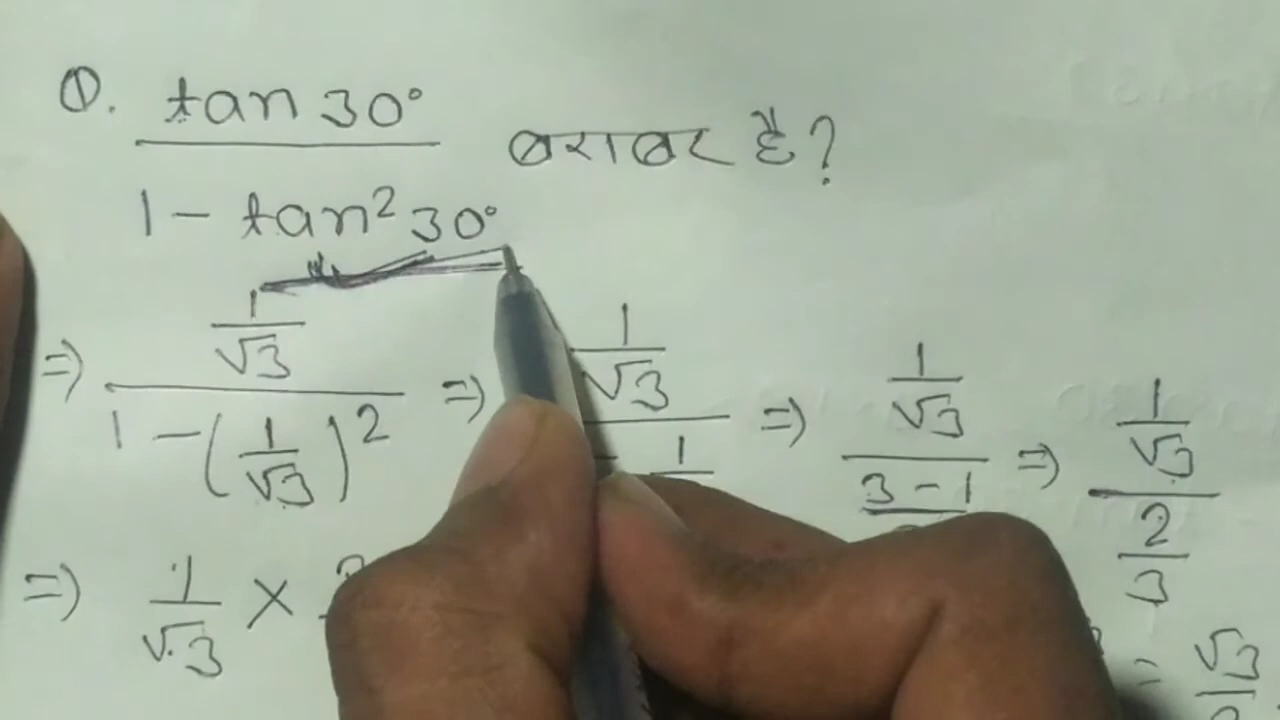 Q. tan 30° / 1 - tan² 30° बराबर है?
⇒ 1/√3 / 1 - (1/√3)² ⇒ 1/√3 / - 1 ⇒ 1/√3 / 3-1 ⇒ 1/√3 / 2/3
⇒ 1/√3 × = √3